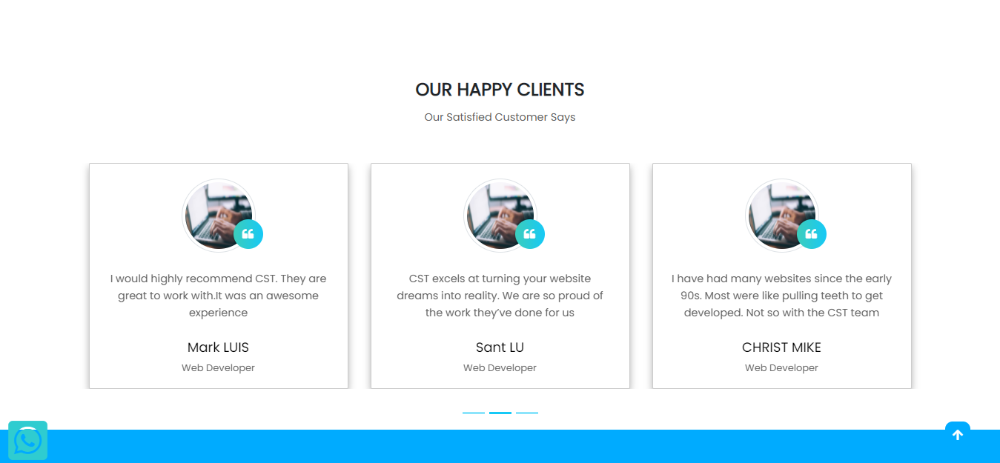 OUR HAPPY CLIENTS
Our Satisfied Customer Says
I would highly recommend CST. They are
great to work with.It was an awesome
experience
Mark LUIS
Web Developer
CST excels at turning your website
dreams into reality. We are so proud of
the work they’ve done for us
Sant LU
Web Developer
I have had many websites since the early
90s. Most were like pulling teeth to get
developed. Not so with the CST team
CHRIST MIKE
Web Developer